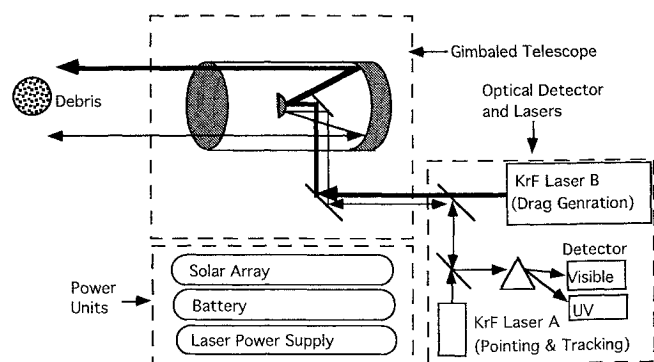 Gimbaled Telescope
Debris
Optical Detector
and Lasers
KrF Laser B
(Drag Genration)
Solar Array
Battery
Laser Power Supply
Power
Units
Detector
Visible
UV
KrF Laser A
(Pointing & Tracking)